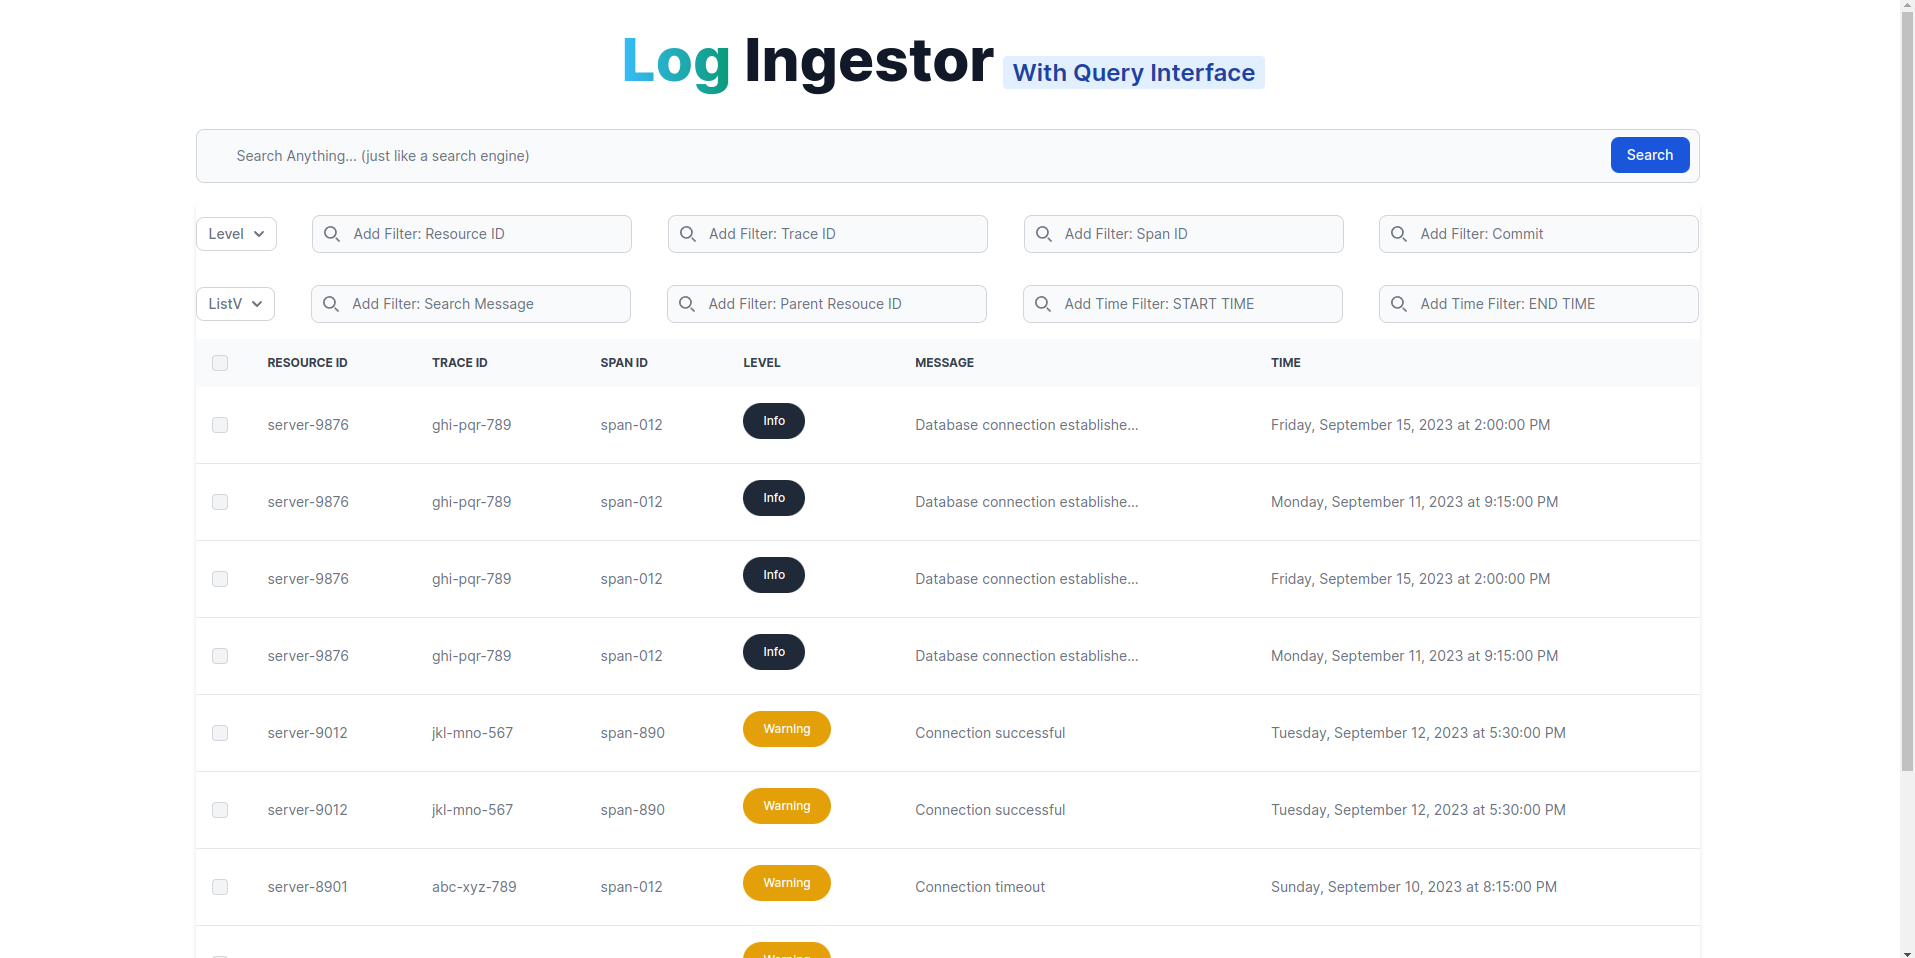 Log Ingestor With Query Interface
Search Anything... (just like a search engine) Search
Level Add Filter: Resource ID Add Filter: Trace ID Add Filter: Span ID Add Filter: Commit
ListV Add Filter: Search Message Add Filter: Parent Resouce ID Add Time Filter: START TIME Add Time Filter: END TIME
RESOURCE ID TRACE ID SPAN ID LEVEL MESSAGE TIME
server-9876 ghi-pqr-789 span-012 Info Database connection establishe... Friday, September 15, 2023 at 2:00:00 PM
server-9876 ghi-pqr-789 span-012 Info Database connection establishe... Monday, September 11, 2023 at 9:15:00 PM
server-9876 ghi-pqr-789 span-012 Info Database connection establishe... Friday, September 15, 2023 at 2:00:00 PM
server-9876 ghi-pqr-789 span-012 Info Database connection establishe... Monday, September 11, 2023 at 9:15:00 PM
server-9012 jkl-mno-567 span-890 Warning Connection successful Tuesday, September 12, 2023 at 5:30:00 PM
server-9012 jkl-mno-567 span-890 Warning Connection successful Tuesday, September 12, 2023 at 5:30:00 PM
server-8901 abc-xyz-789 span-012 Warning Connection timeout Sunday, September 10, 2023 at 8:15:00 PM